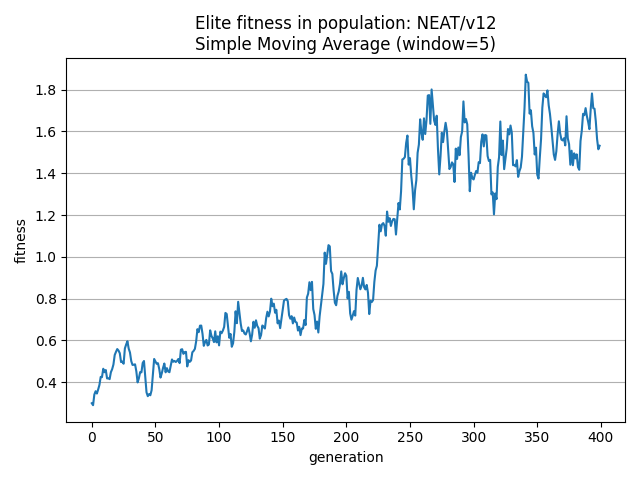 Elite fitness in population: NEAT/v12
Simple Moving Average (window=5)
fitness
1.8
1.6
1.4
1.2
1.0
0.8
0.6
0.4
0 50 100 150 200 250 300 350 400
generation